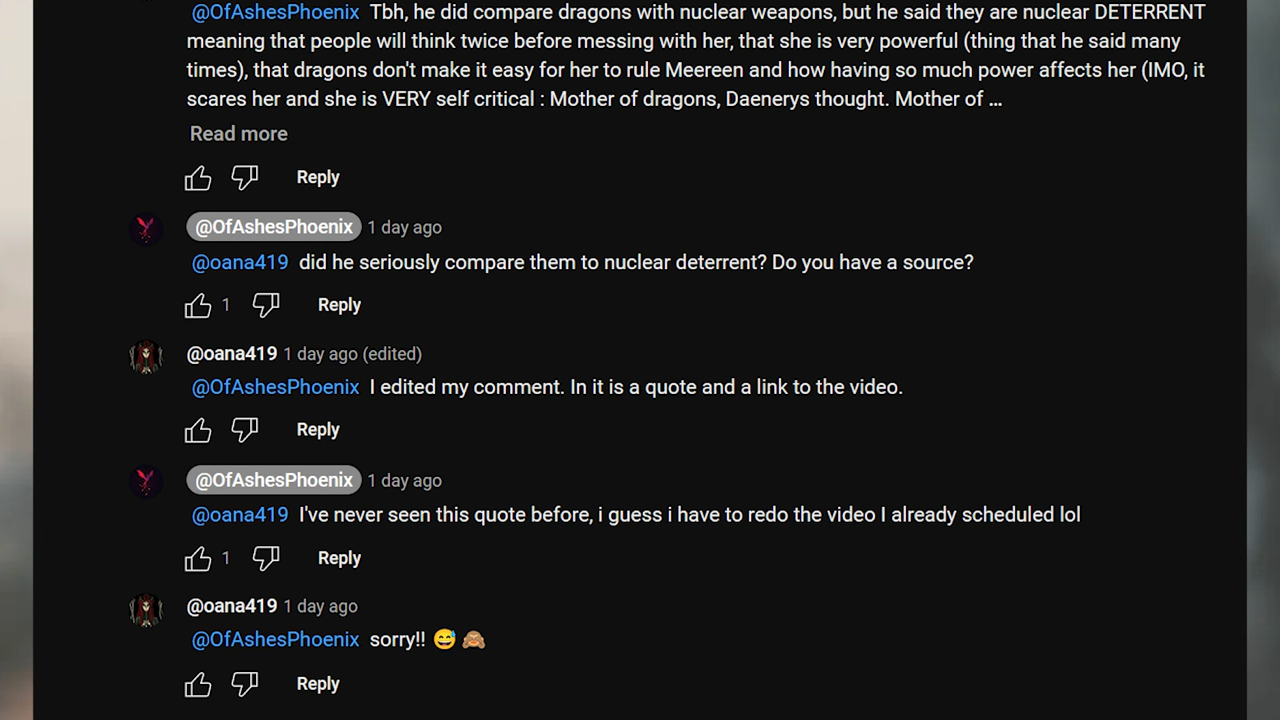 @OfAshesPhoenix Tbh, he did compare dragons with nuclear weapons, but he said they are nuclear DETERRENT
meaning that people will think twice before messing with her, that she is very powerful (thing that he said many
times), that dragons don't make it easy for her to rule Meereen and how having so much power affects her (IMO, it
scares her and she is VERY self critical : Mother of dragons, Daenerys thought. Mother of ...
Read more
Reply
@OfAshesPhoenix 1 day ago
@oana419 did he seriously compare them to nuclear deterrent? Do you have a source?
1 Reply
@oana419 1 day ago (edited)
@OfAshesPhoenix I edited my comment. In it is a quote and a link to the video.
Reply
@OfAshesPhoenix 1 day ago
@oana419 I've never seen this quote before, i guess i have to redo the video I already scheduled lol
1 Reply
@oana419 1 day ago
@OfAshesPhoenix sorry!! 😅 🙈
Reply